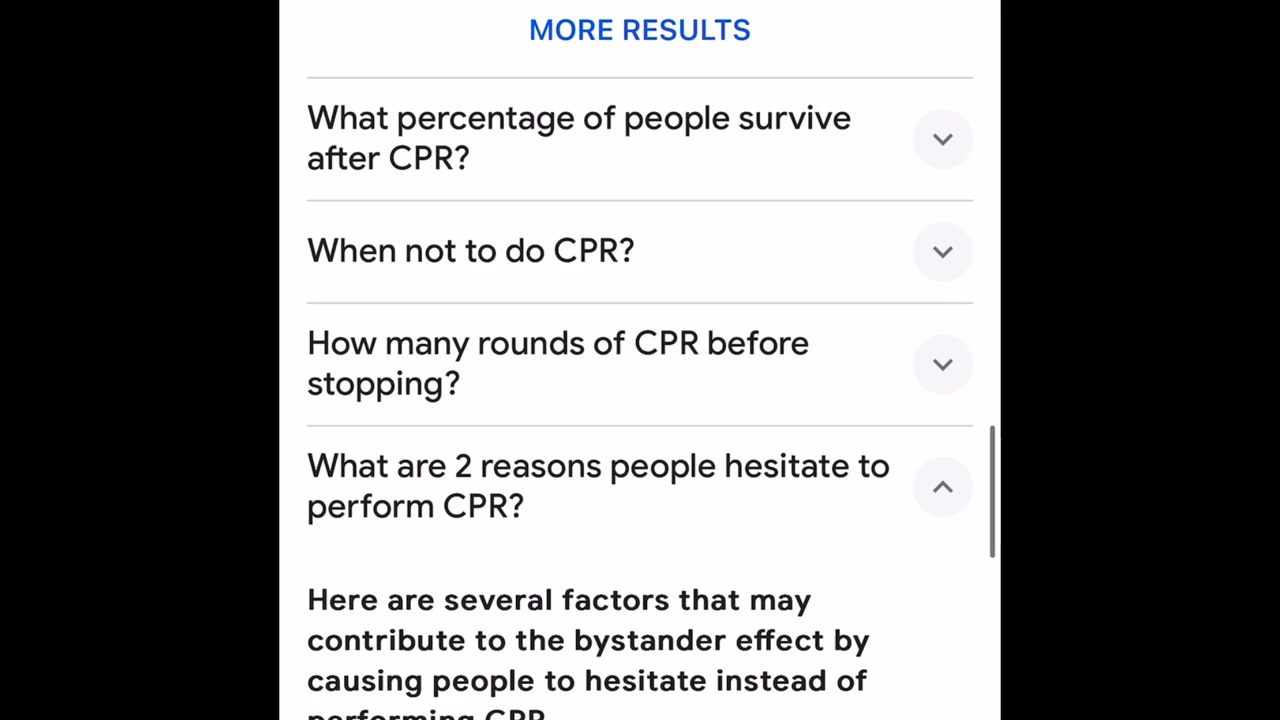 MORE RESULTS
What percentage of people survive
after CPR?
When not to do CPR?
How many rounds of CPR before
stopping?
What are 2 reasons people hesitate to
perform CPR?
Here are several factors that may
contribute to the bystander effect by
causing people to hesitate instead of
performing CPR